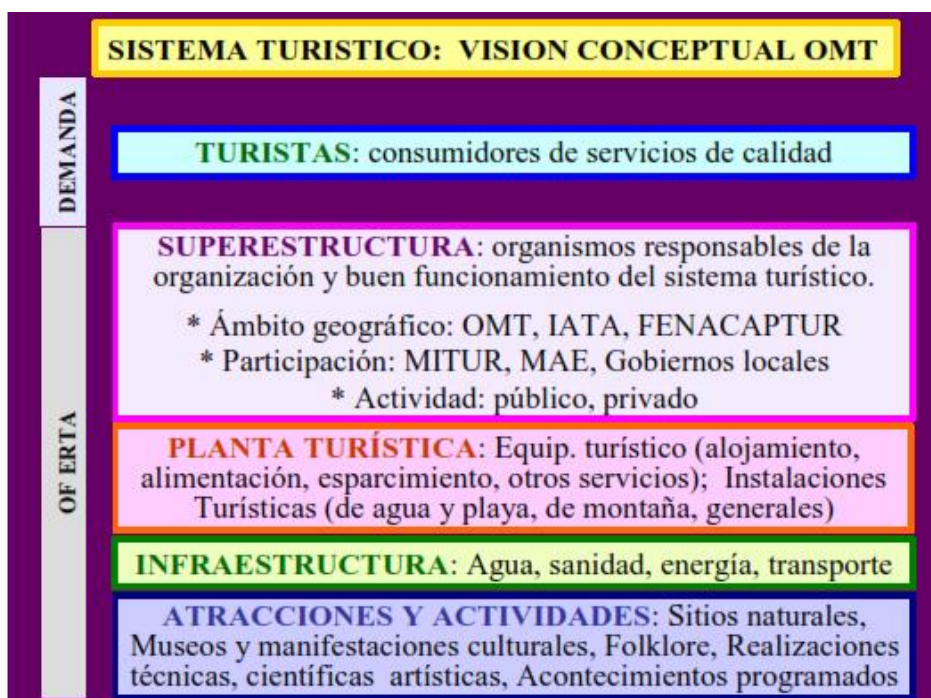 SISTEMA TURISTICO: VISION CONCEPTUAL OMT
DEMANDA
TURISTAS: consumidores de servicios de calidad
OF ERTA
SUPERESTRUCTURA: organismos responsables de la
organización y buen funcionamiento del sistema turístico.
* Ámbito geográfico: OMT, IATA, FENACAPTUR
* Participación: MITUR, MAE, Gobiernos locales
* Actividad: público, privado
PLANTA TURÍSTICA: Equip. turístico (alojamiento,
alimentación, esparcimiento, otros servicios); Instalaciones
Turísticas (de agua y playa, de montaña, generales)
INFRAESTRUCTURA: Agua, sanidad, energía, transporte
ATRACCIONES Y ACTIVIDADES: Sitios naturales,
Museos y manifestaciones culturales, Folklore, Realizaciones
técnicas, científicas artísticas, Acontecimientos programados